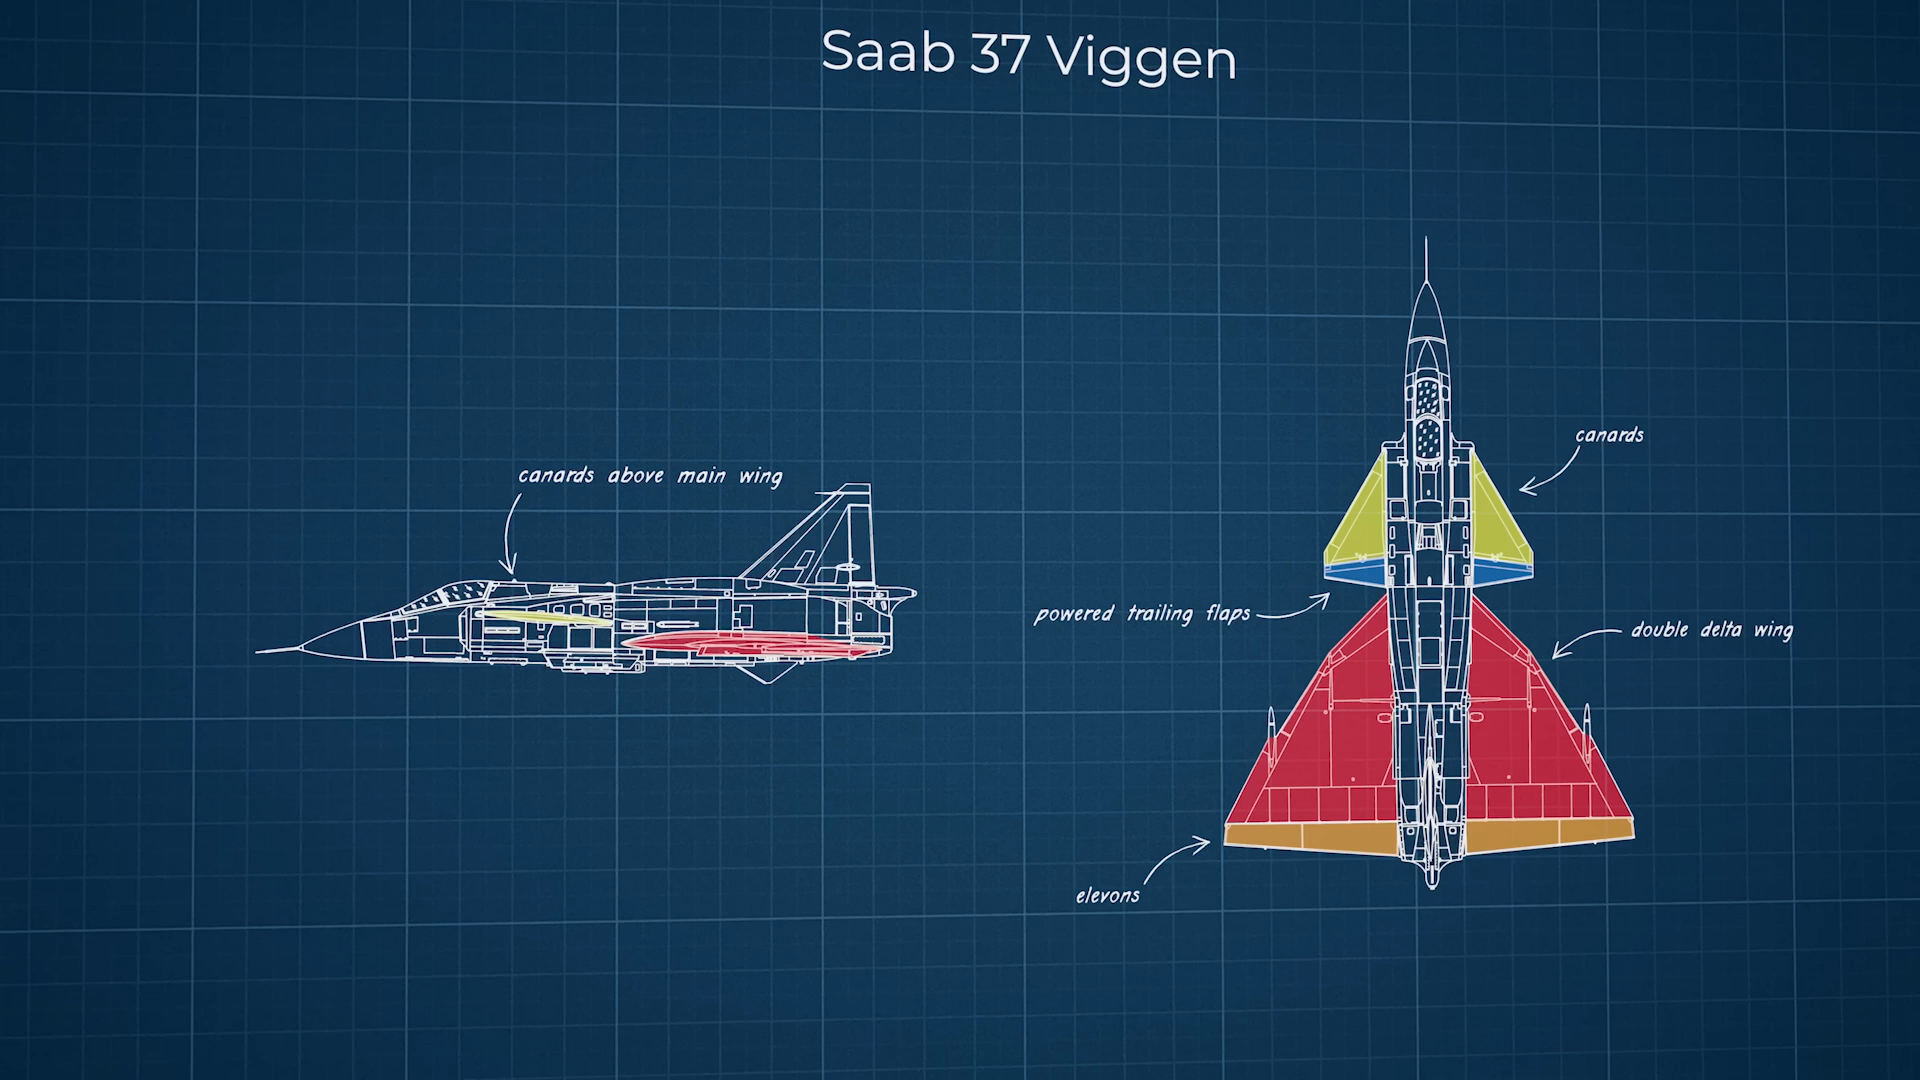 Saab 37 Viggen
canards above main wing
canards
powered trailing flaps
double delta wing
elevons